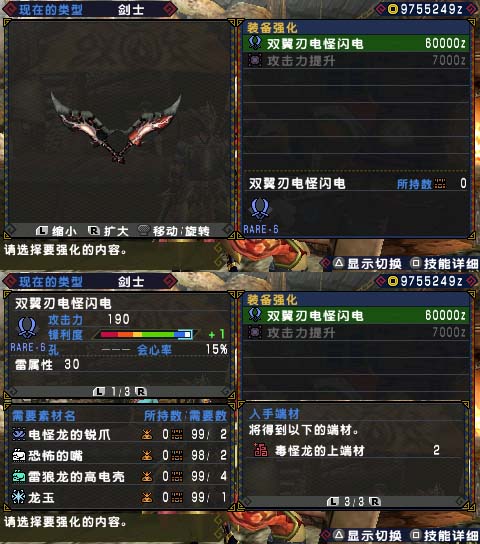 现在的类型 剑士
9755249z
装备强化
双翼刃电怪闪电 60000z
攻击力提升 7000z
双翼刃电怪闪电 所持数 0
RARE-6
L 缩小 R 扩大 移动/旋转
请选择要强化的内容。
△显示切换 □技能详细
现在的类型 剑士
9755249z
双翼刃电怪闪电
攻击力 190
锋利度 +1
RARE-6
孔 --- 会心率 15%
雷属性 30
L 1/3 R
装备强化
双翼刃电怪闪电 60000z
攻击力提升 7000z
需要素材名 所持数/需要数
电怪龙的锐爪 0 99/ 2
恐怖的嘴 0 98/ 2
雷狼龙的高电壳 0 99/ 4
龙玉 0 99/ 1
入手端材
将得到以下的端材。
毒怪龙的上端材 2
L 3/3 R
请选择要强化的内容。
△显示切换 □技能详细